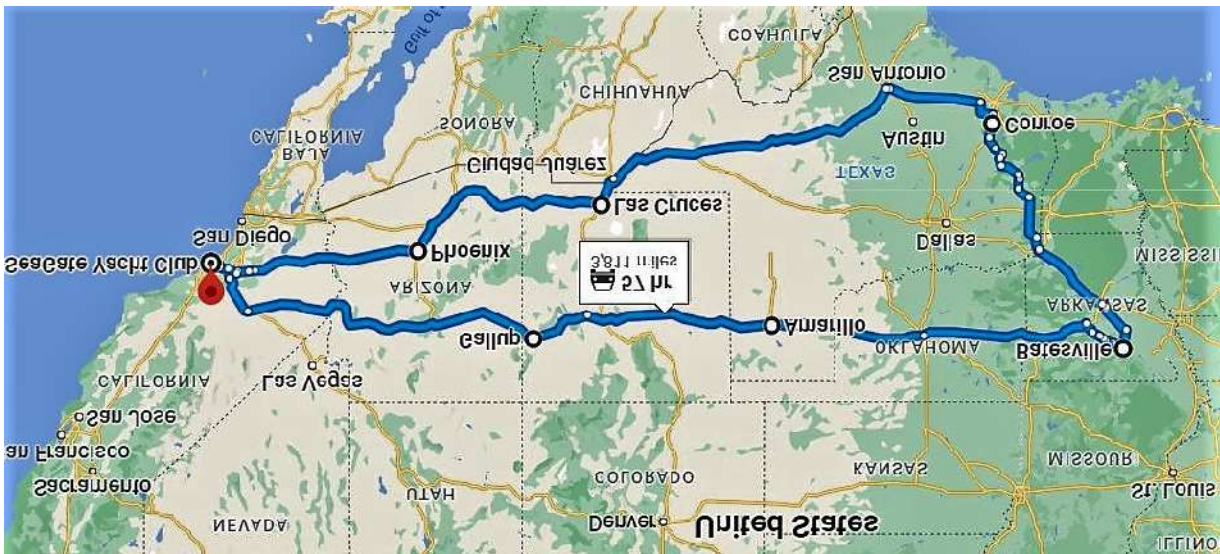 COAHUILA
Gulf of
San Antonio
CHIHUAHUA
SONORA
Austin
Conroe
BAJA
CALIFORNIA
Ciudad Juárez
TEXAS
Las Cruces
San Diego
Dallas
Phoenix
MISSISSI
SeaGate Yacht Club
57 hr
3,811 miles
ARIZONA
ARKANSAS
Amarillo
Gallup
OKLAHOMA
Batesville
Las Vegas
CALIFORNIA
San Jose
an Francisco
MISSOURI
KANSAS
COLORADO
Sacramento
St. Louis
UTAH
NEVADA
Denver
United States
ILLINO